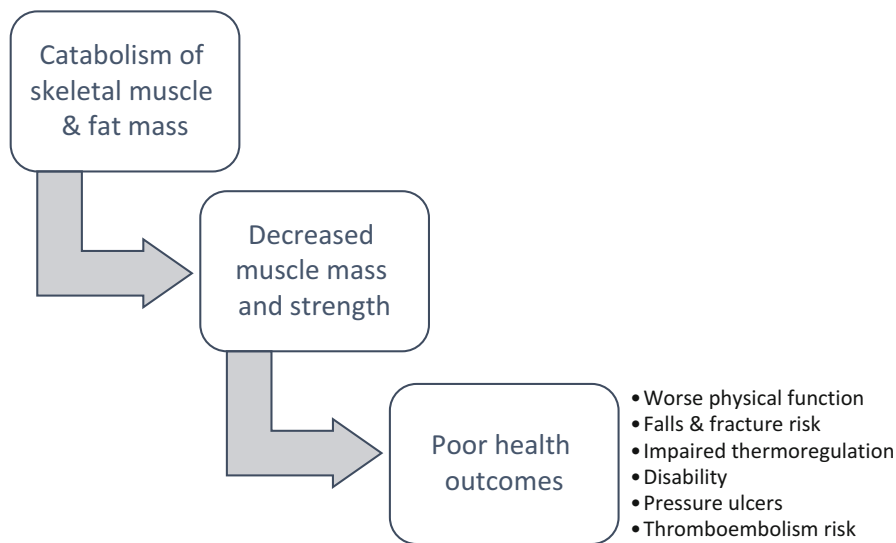 Catabolism of
skeletal muscle
& fat mass
Decreased
muscle mass
and strength
Poor health
outcomes
• Worse physical function
• Falls & fracture risk
• Impaired thermoregulation
• Disability
• Pressure ulcers
• Thromboembolism risk